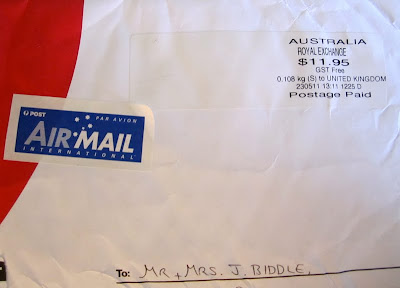 AUSTRALIA
ROYAL EXCHANGE
$11.95
GST Free
0.108 kg (S) to UNITED KINGDOM
230511 13:11 1225 D
Postage Paid
POST PAR AVION
AIR MAIL
INTERNATIONAL
To: MR + MRS. J. BIDDLE,